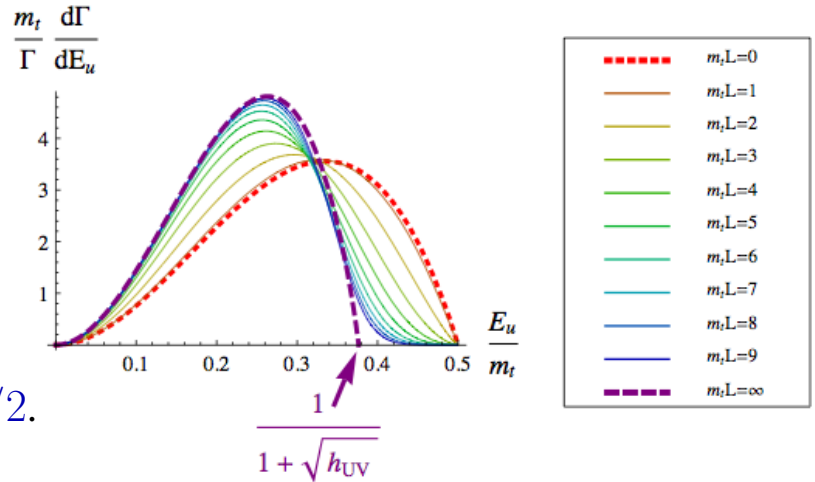 m_t/Γ dΓ/dE_u
4
3
2
1
0.1 0.2 0.3 0.4 0.5
E_u/m_t
1/(1 + √h_UV)
/2.
m_tL=0
m_tL=1
m_tL=2
m_tL=3
m_tL=4
m_tL=5
m_tL=6
m_tL=7
m_tL=8
m_tL=9
m_tL=∞